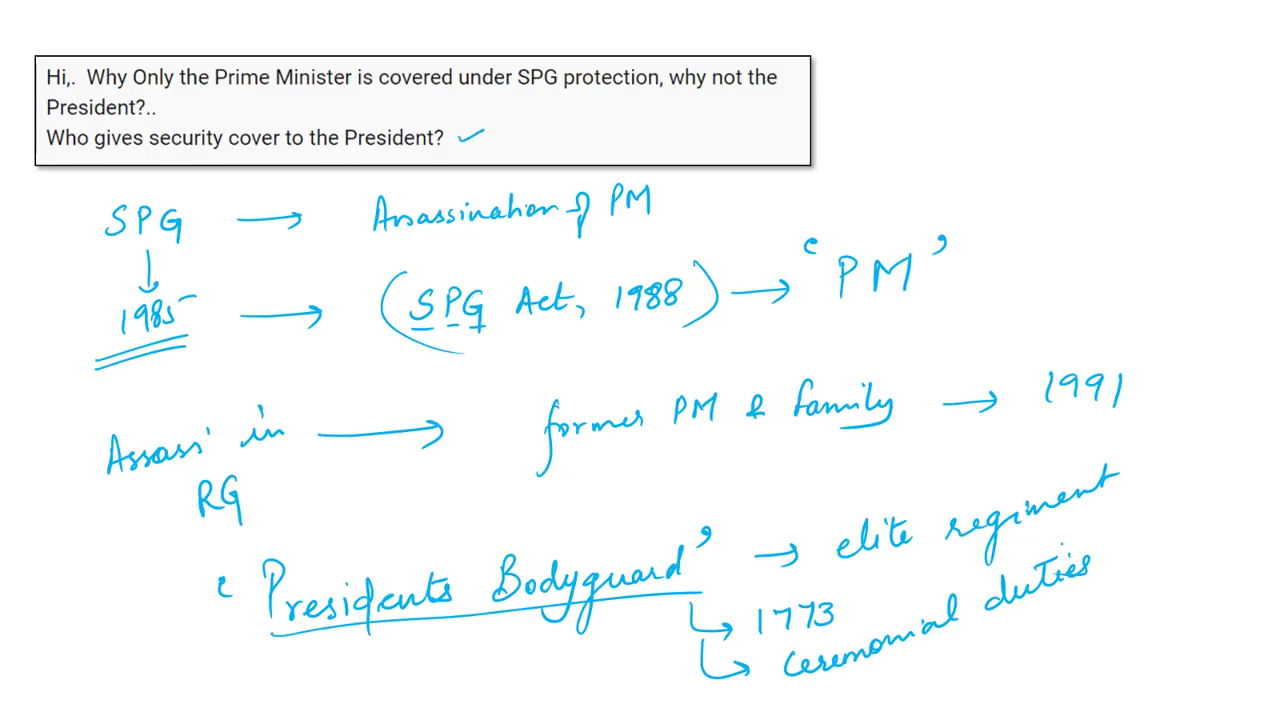 Hi,.  Why Only the Prime Minister is covered under SPG protection, why not the
President?..
Who gives security cover to the President? ✓
SPG → Assassination of PM
1985 → (SPG Act, 1988) → ‘PM’
Assass' in → former PM & family → 1991
RG
‘Presidents Bodyguard’ → elite regiment
→ 1773
→ ceremonial duties